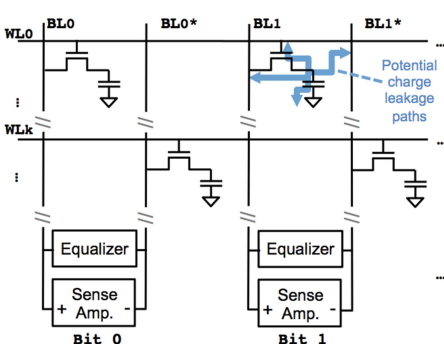 BL0 BL0* BL1 BL1*
WL0 ...
Potential
charge
leakage
paths
...
WLk ...
...
Equalizer Equalizer
Sense Sense
+ Amp. - + Amp. -
...
Bit 0 Bit 1